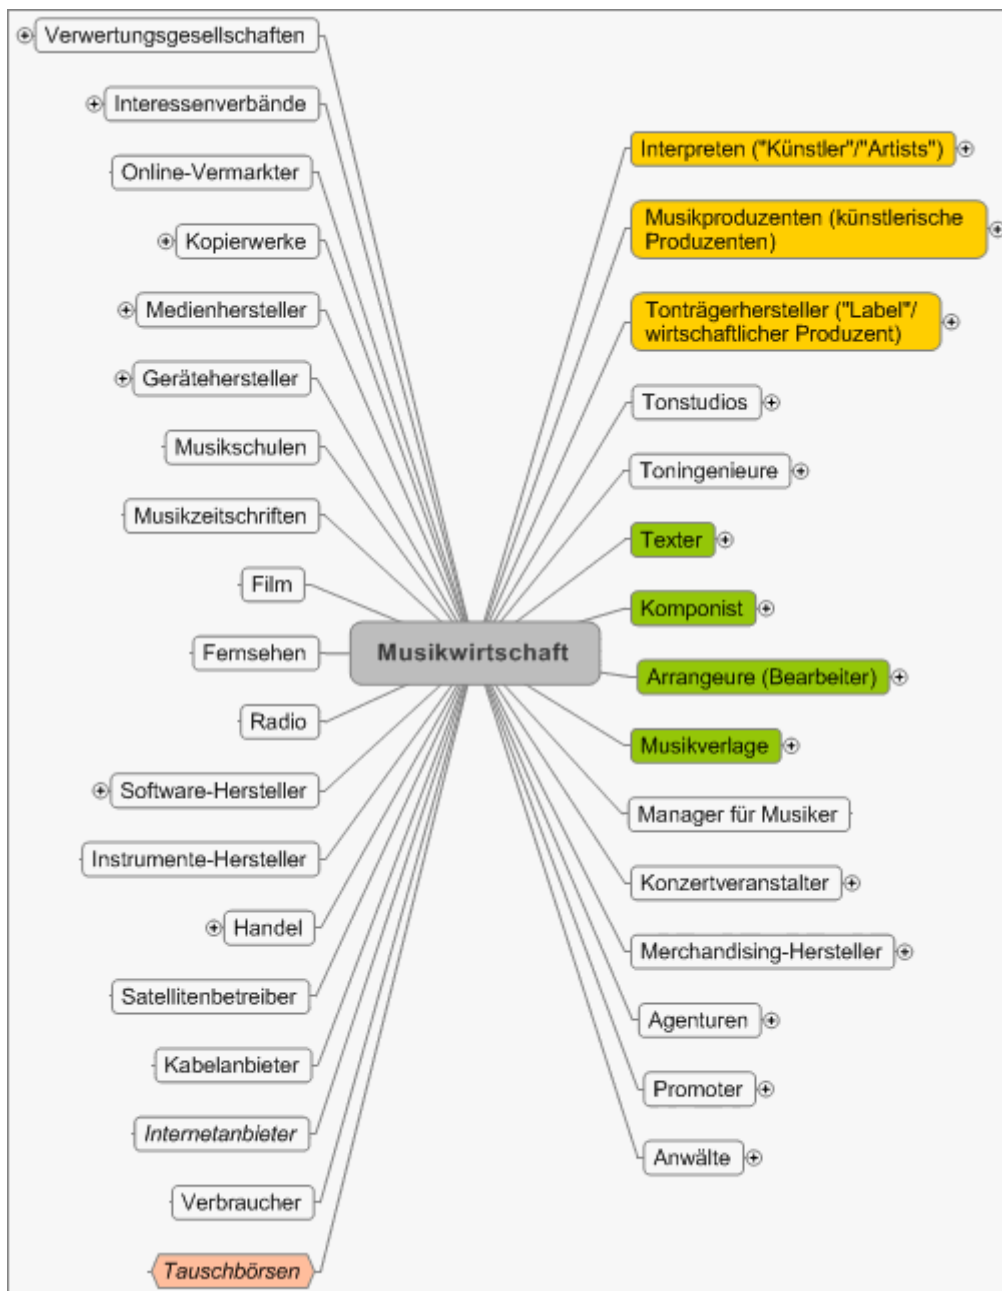 Verwertungsgesellschaften
Interessenverbände
Online-Vermarkter
Kopierwerke
Medienhersteller
Gerätehersteller
Musikschulen
Musikzeitschriften
Film
Fernsehen
Radio
Software-Hersteller
Instrumente-Hersteller
Handel
Satellitenbetreiber
Kabelanbieter
Internetanbieter
Verbraucher
Tauschbörsen
Musikwirtschaft
Interpreten ("Künstler"/"Artists")
Musikproduzenten (künstlerische
Produzenten)
Tonträgerhersteller ("Label"/
wirtschaftlicher Produzent)
Tonstudios
Toningenieure
Texter
Komponist
Arrangeure (Bearbeiter)
Musikverlage
Manager für Musiker
Konzertveranstalter
Merchandising-Hersteller
Agenturen
Promoter
Anwälte